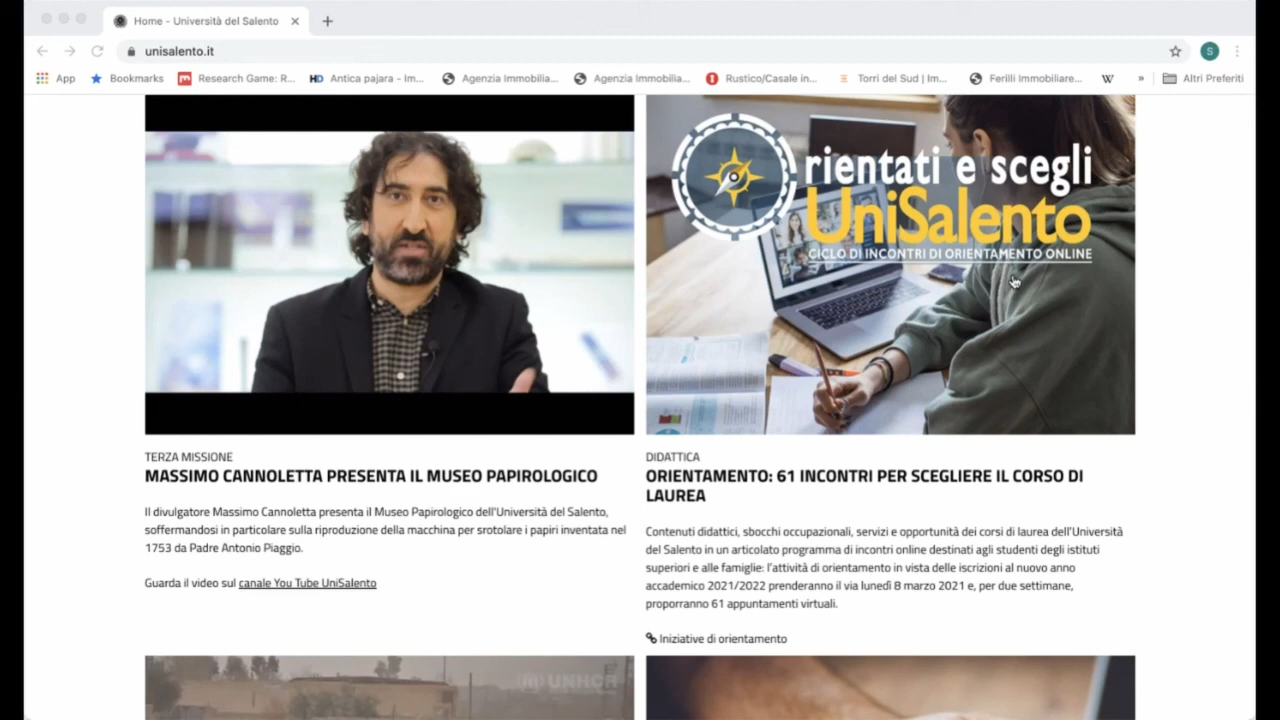 Home - Università del Salento
unisalento.it
App
Bookmarks
Research Game: R...
Antica pajara - Im...
Agenzia Immobilia...
Agenzia Immobilia...
Rustico/Casale in...
Torri del Sud | Im...
Ferilli Immobiliare...
W
»
Altri Preferiti
S
rientati e scegli
UniSalento
CICLO DI INCONTRI DI ORIENTAMENTO ONLINE
TERZA MISSIONE
MASSIMO CANNOLETTA PRESENTA IL MUSEO PAPIROLOGICO
Il divulgatore Massimo Cannoletta presenta il Museo Papirologico dell'Università del Salento,
soffermandosi in particolare sulla riproduzione della macchina per srotolare i papiri inventata nel
1753 da Padre Antonio Piaggio.
Guarda il video sul canale You Tube UniSalento
DIDATTICA
ORIENTAMENTO: 61 INCONTRI PER SCEGLIERE IL CORSO DI
LAUREA
Contenuti didattici, sbocchi occupazionali, servizi e opportunità dei corsi di laurea dell'Università
del Salento in un articolato programma di incontri online destinati agli studenti degli istituti
superiori e alle famiglie: l'attività di orientamento in vista delle iscrizioni al nuovo anno
accademico 2021/2022 prenderanno il via lunedì 8 marzo 2021 e, per due settimane,
proporranno 61 appuntamenti virtuali.
Iniziative di orientamento
UNHCR